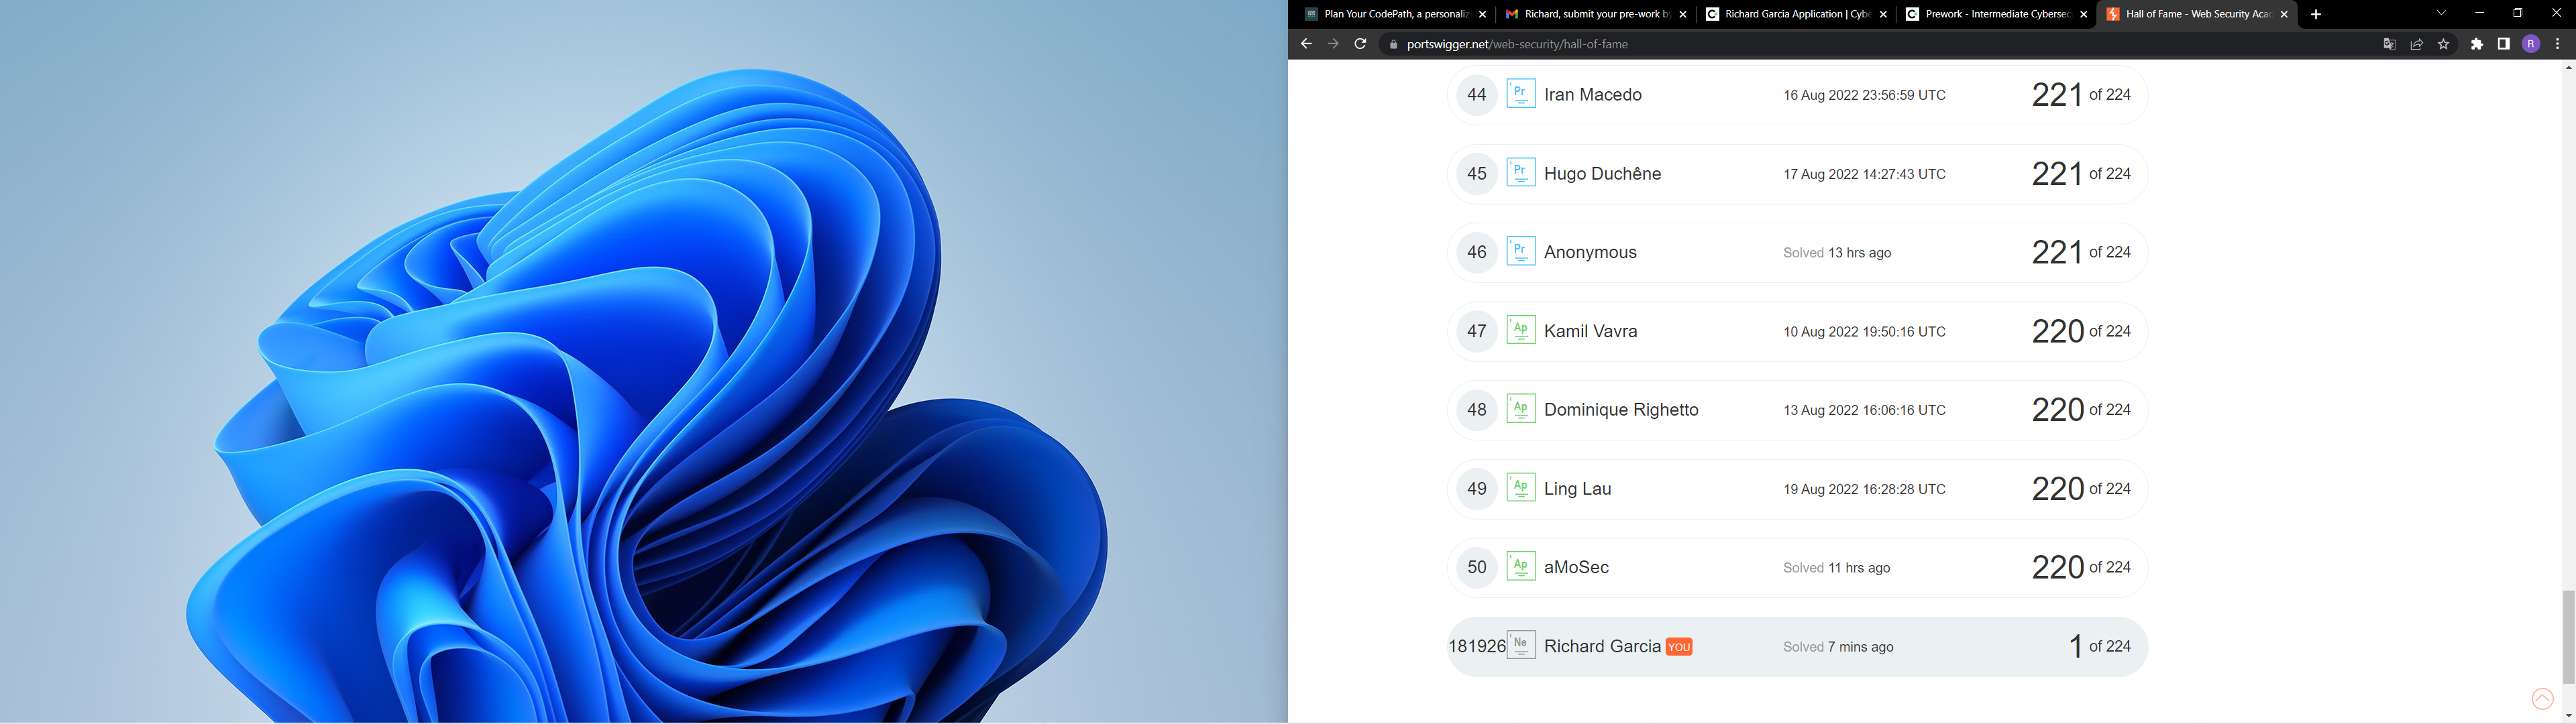 Plan Your CodePath, a personaliz
Richard, submit your pre-work b
Richard Garcia Application | Cybe
Prework - Intermediate Cybersec
Hall of Fame - Web Security Acad
portswigger.net/web-security/hall-of-fame
R
44 Pr Iran Macedo 16 Aug 2022 23:56:59 UTC 221 of 224
45 Pr Hugo Duchêne 17 Aug 2022 14:27:43 UTC 221 of 224
46 Pr Anonymous Solved 13 hrs ago 221 of 224
47 Ap Kamil Vavra 10 Aug 2022 19:50:16 UTC 220 of 224
48 Ap Dominique Righetto 13 Aug 2022 16:06:16 UTC 220 of 224
49 Ap Ling Lau 19 Aug 2022 16:28:28 UTC 220 of 224
50 Ap aMoSec Solved 11 hrs ago 220 of 224
181926 Ne Richard Garcia YOU Solved 7 mins ago 1 of 224